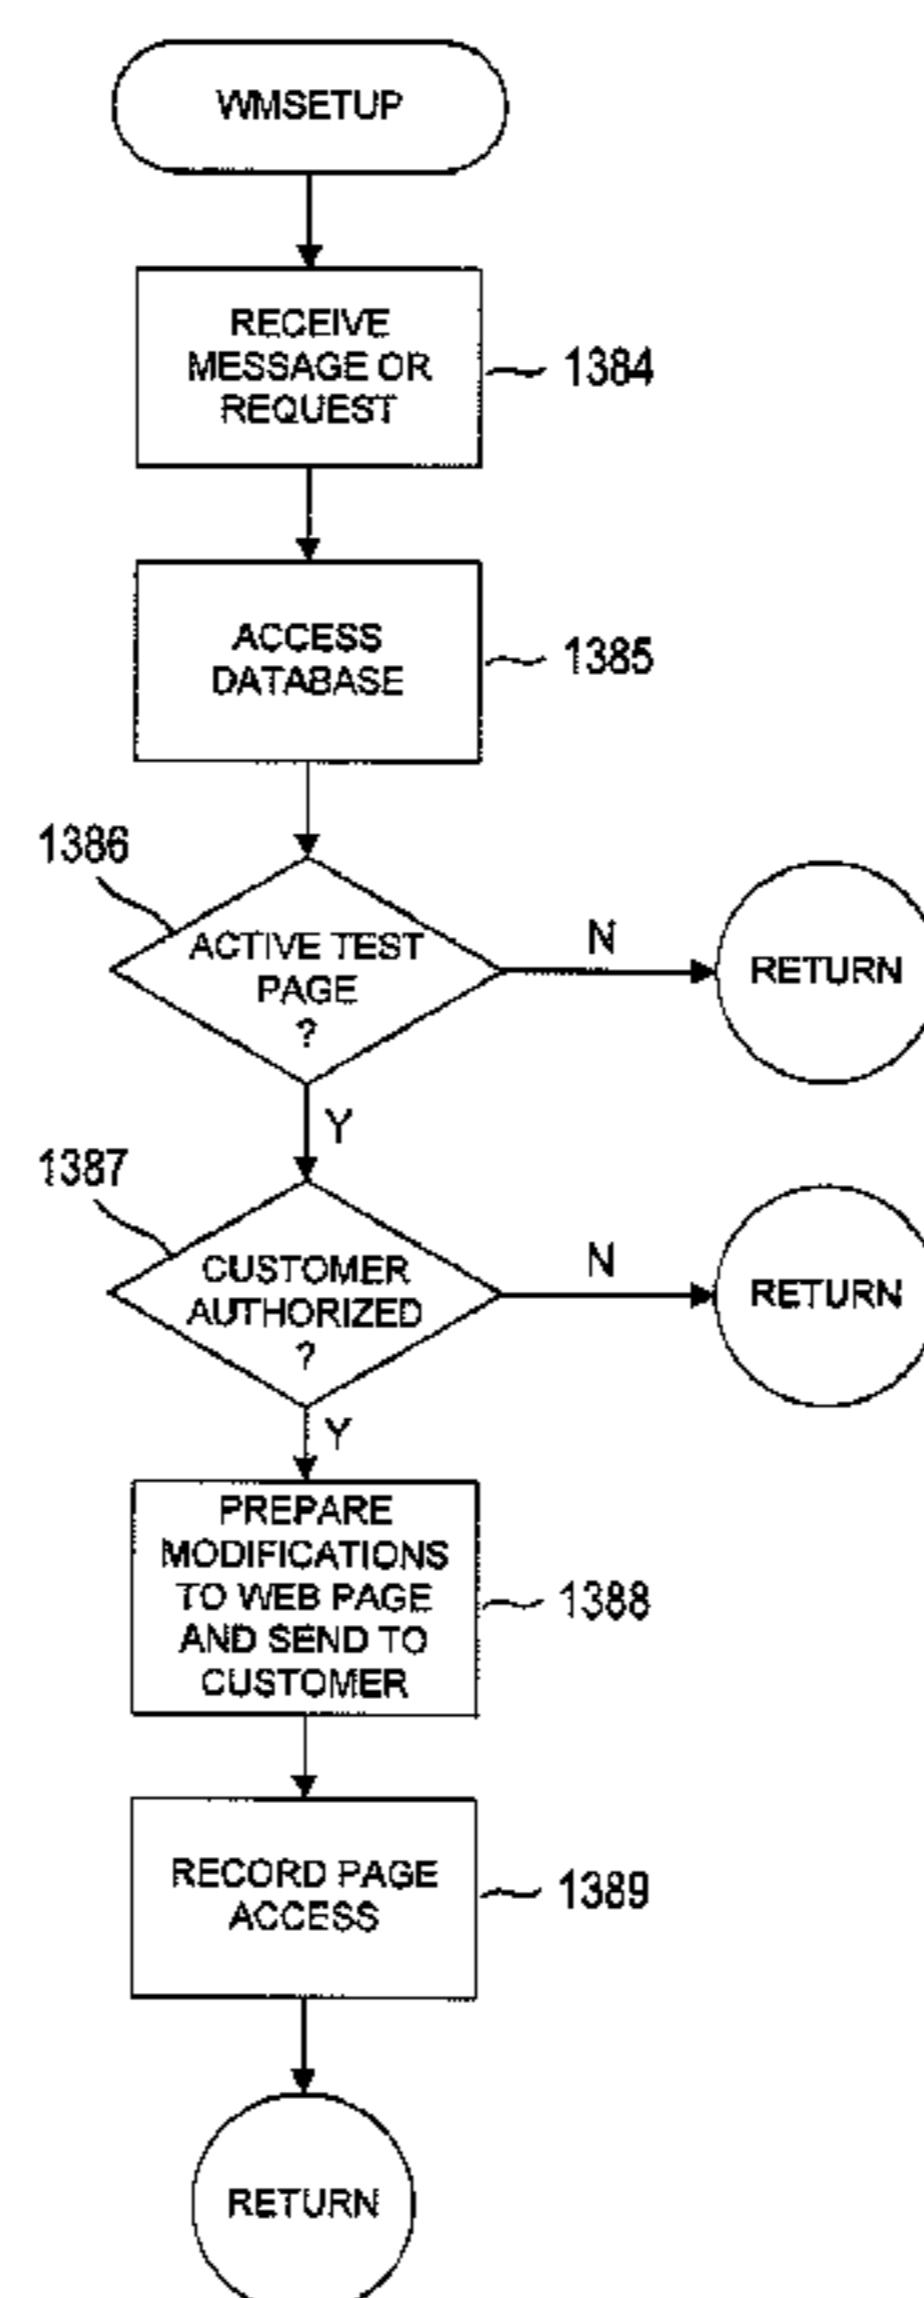 WMSETUP
RECEIVE
MESSAGE OR
REQUEST
1384
ACCESS
DATABASE
1385
1386
ACTIVE TEST
PAGE
?
N
RETURN
Y
1387
CUSTOMER
AUTHORIZED
?
N
RETURN
Y
PREPARE
MODIFICATIONS
TO WEB PAGE
AND SEND TO
CUSTOMER
1388
RECORD PAGE
ACCESS
1389
RETURN